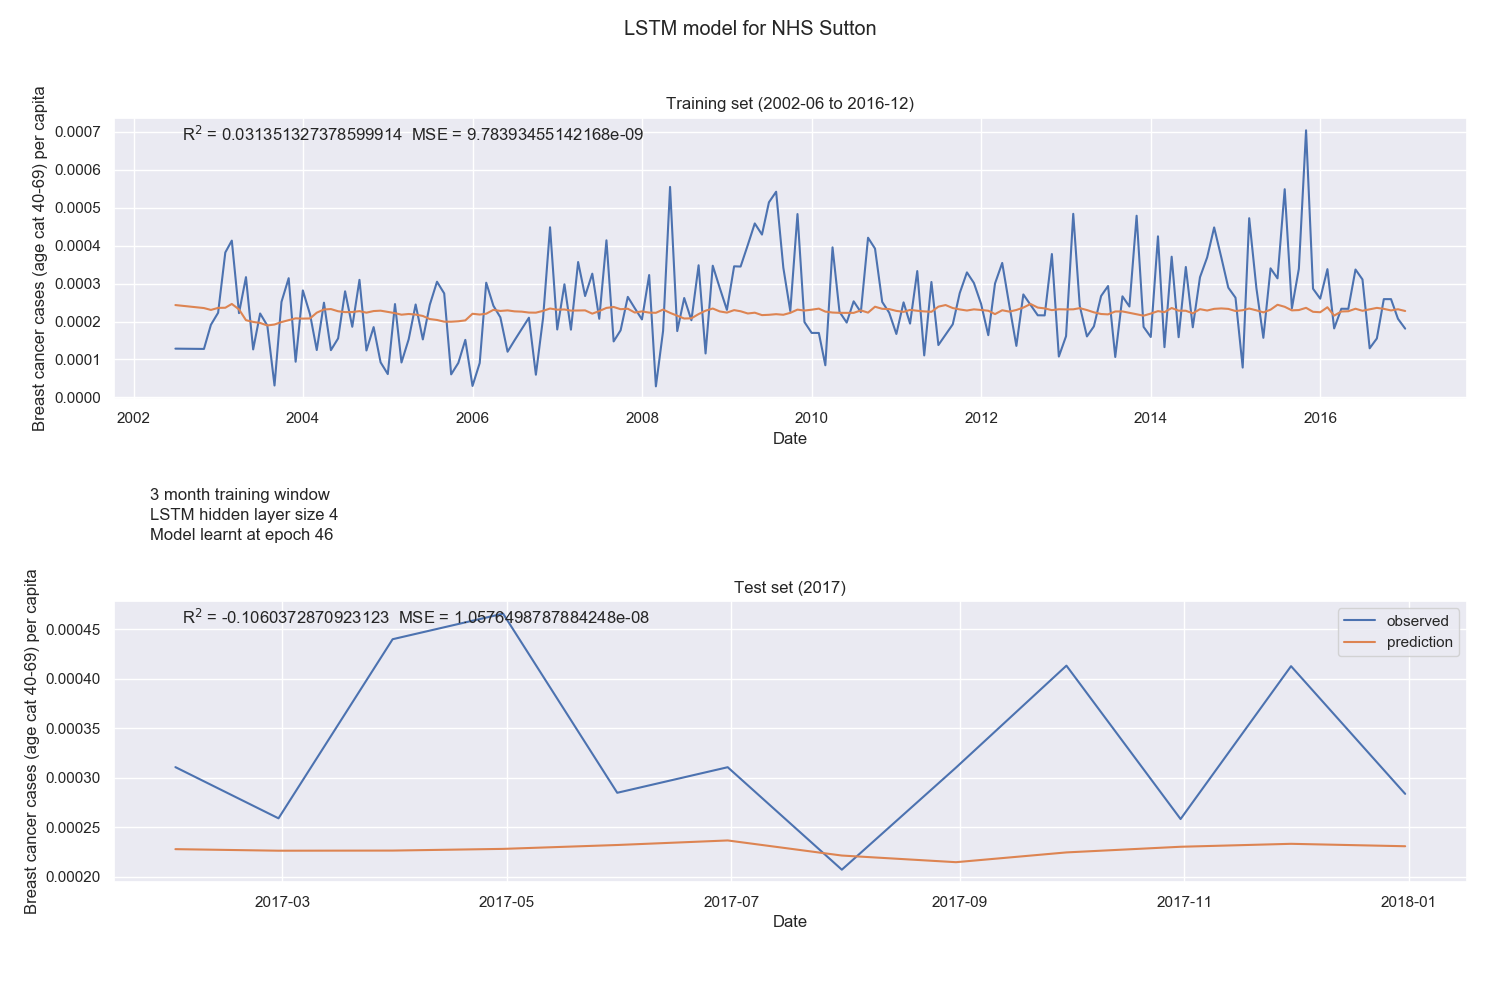 LSTM model for NHS Sutton
Training set (2002-06 to 2016-12)
R² = 0.031351327378599914 MSE = 9.78393455142168e-09
Breast cancer cases (age cat 40-69) per capita
0.0007
0.0006
0.0005
0.0004
0.0003
0.0002
0.0001
0.0000
2002 2004 2006 2008 2010 2012 2014 2016
Date
3 month training window
LSTM hidden layer size 4
Model learnt at epoch 46
Test set (2017)
R² = -0.1060372870923123 MSE = 1.0576498787884248e-08
observed
prediction
Breast cancer cases (age cat 40-69) per capita
0.00045
0.00040
0.00035
0.00030
0.00025
0.00020
2017-03 2017-05 2017-07 2017-09 2017-11 2018-01
Date